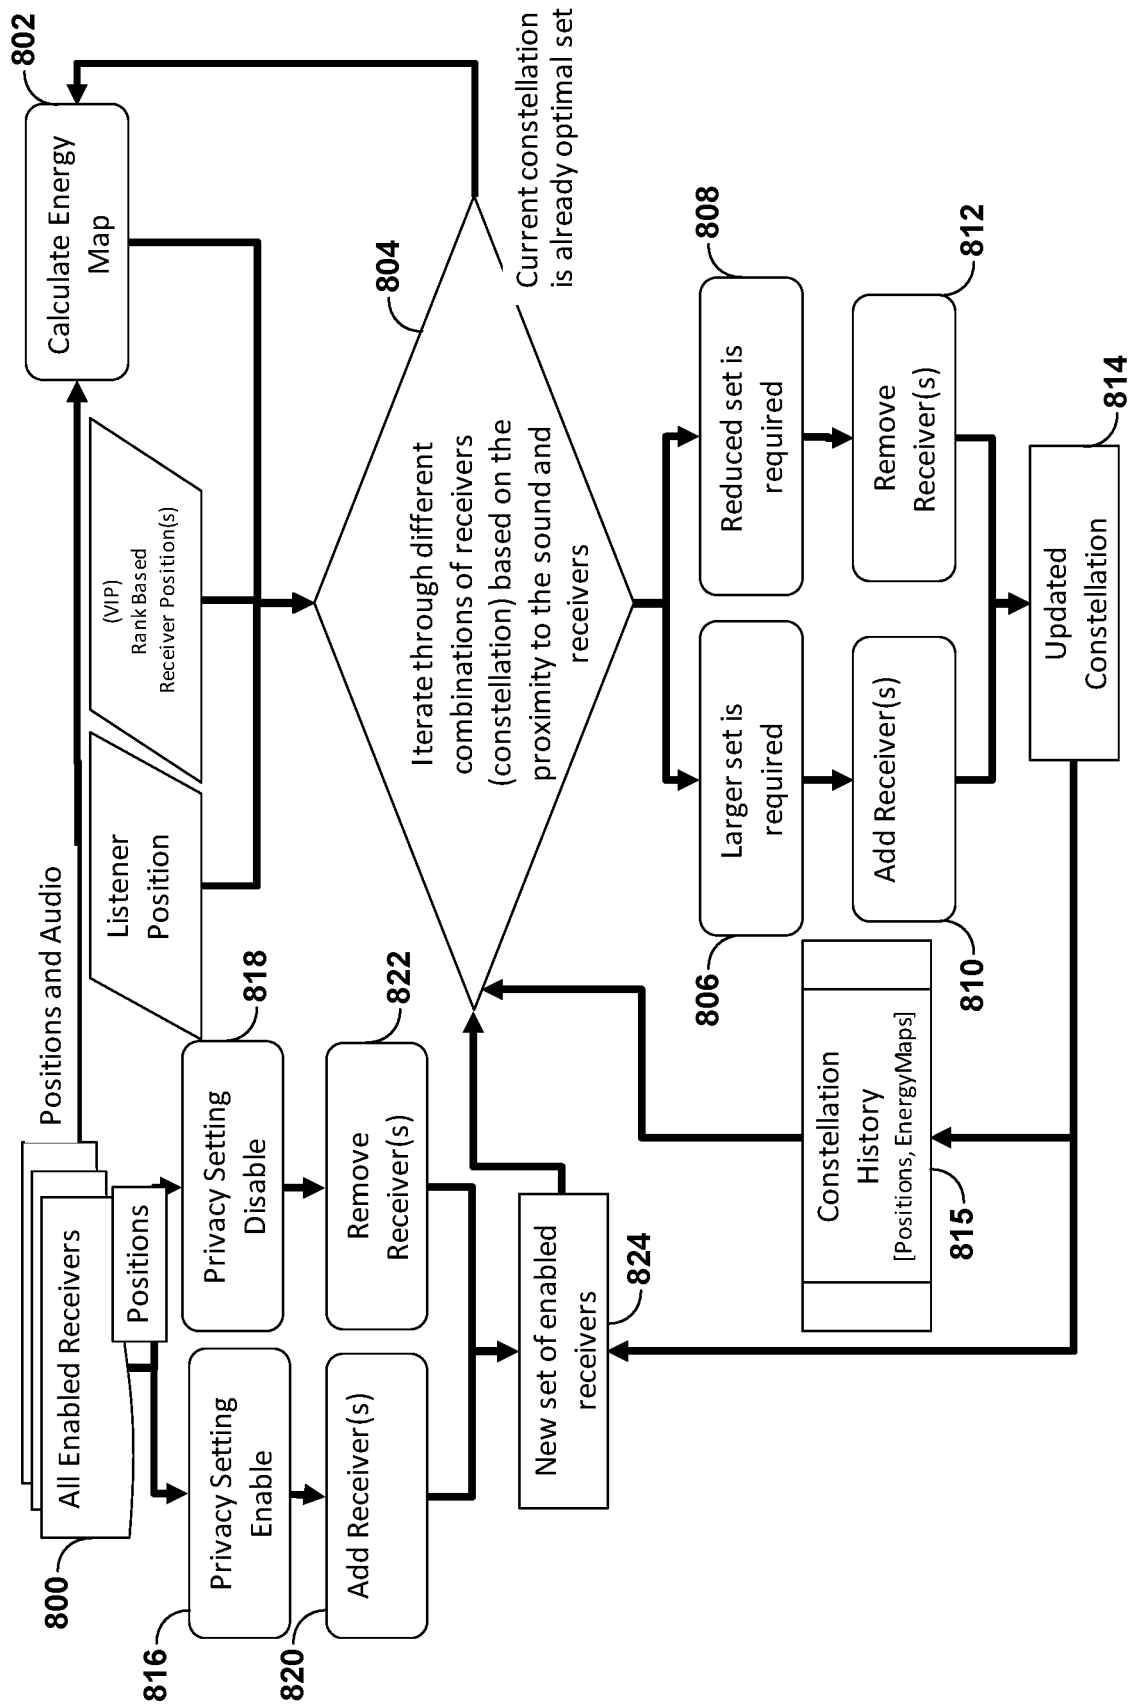 800
All Enabled Receivers
Positions
Positions and Audio
802
Calculate Energy
Map
Listener
Position
(VIP)
Rank Based
Receiver Position(s)
816
Privacy Setting
Enable
818
Privacy Setting
Disable
820
Add Receiver(s)
822
Remove
Receiver(s)
804
Iterate through different
combinations of receivers
(constellation) based on the
proximity to the sound and
receivers
Current constellation
is already optimal set
New set of enabled
receivers
824
806
Larger set is
required
808
Reduced set is
required
810
Add Receiver(s)
812
Remove
Receiver(s)
Constellation
History
[Positions, EnergyMaps]
815
814
Updated
Constellation